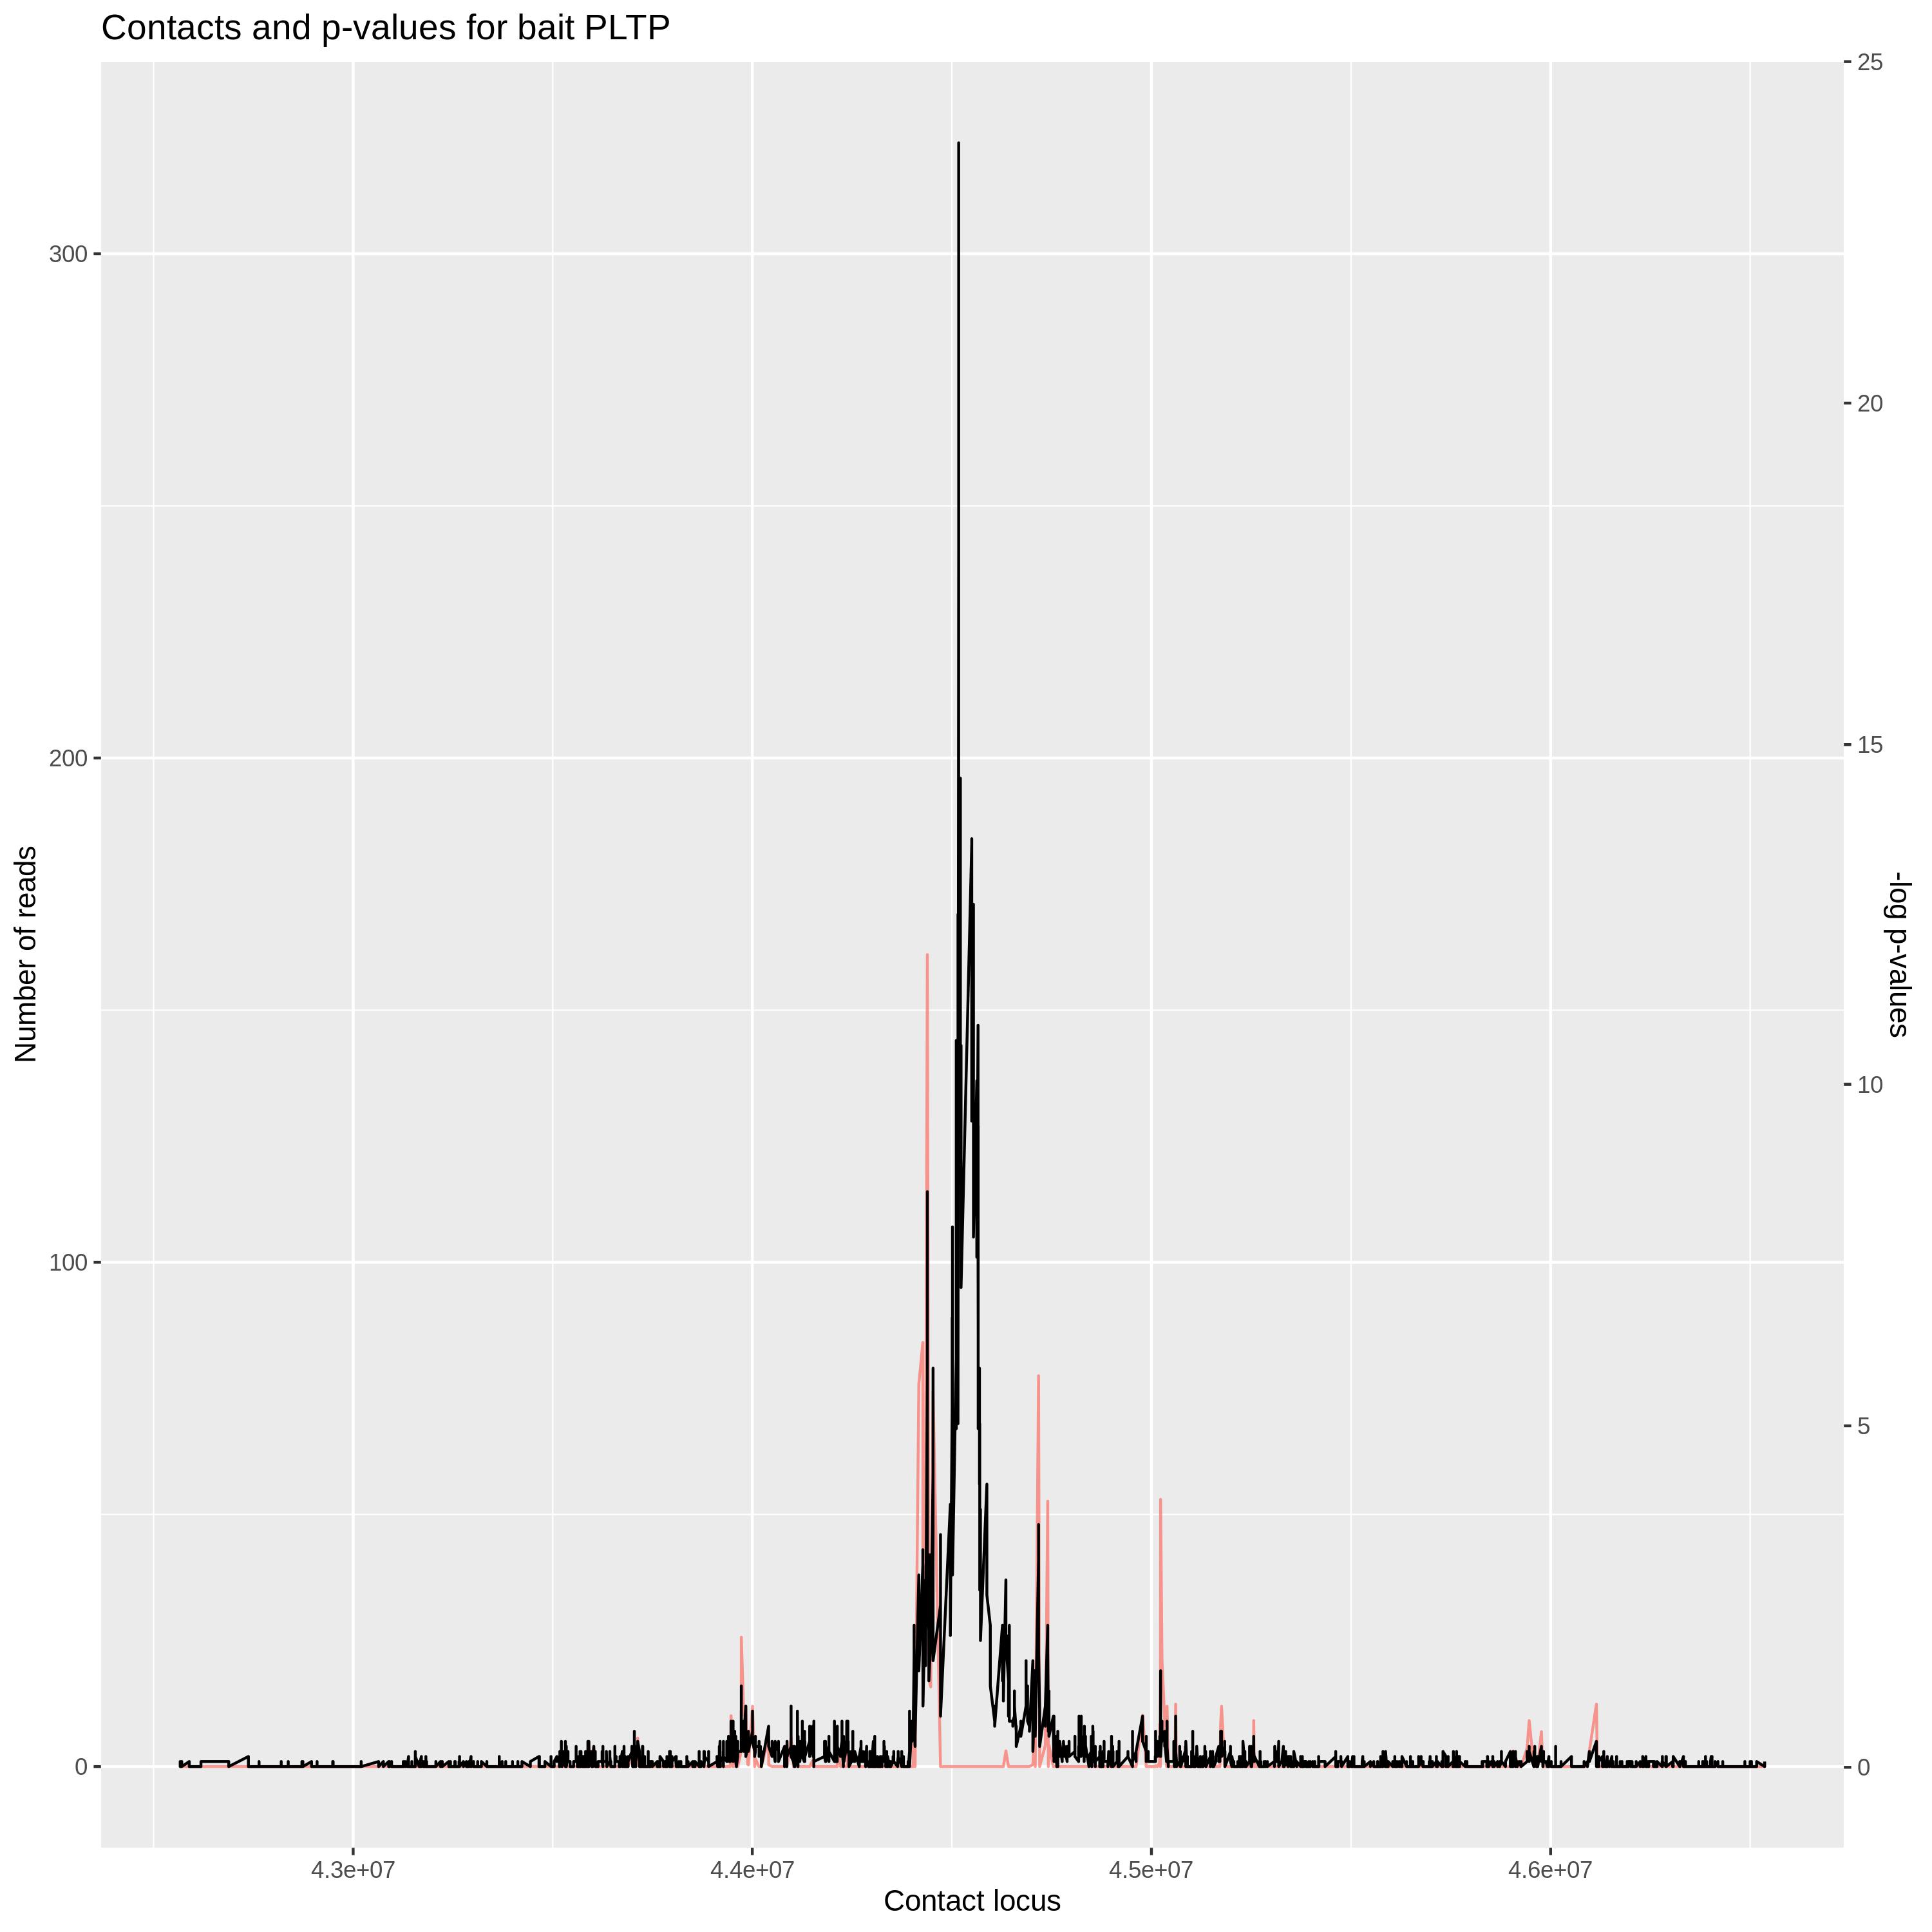 Contacts and p-values for bait PLTP
25
20
15
10
5
0
300
200
100
0
Number of reads
-log p-values
4.3e+07
4.4e+07
4.5e+07
4.6e+07
Contact locus